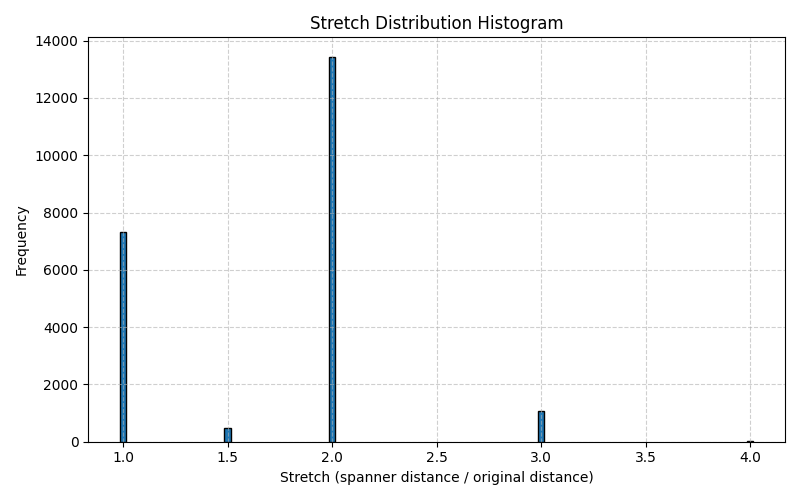 Stretch Distribution Histogram
14000
12000
10000
8000
6000
4000
2000
0
Frequency
1.0 1.5 2.0 2.5 3.0 3.5 4.0
Stretch (spanner distance / original distance)